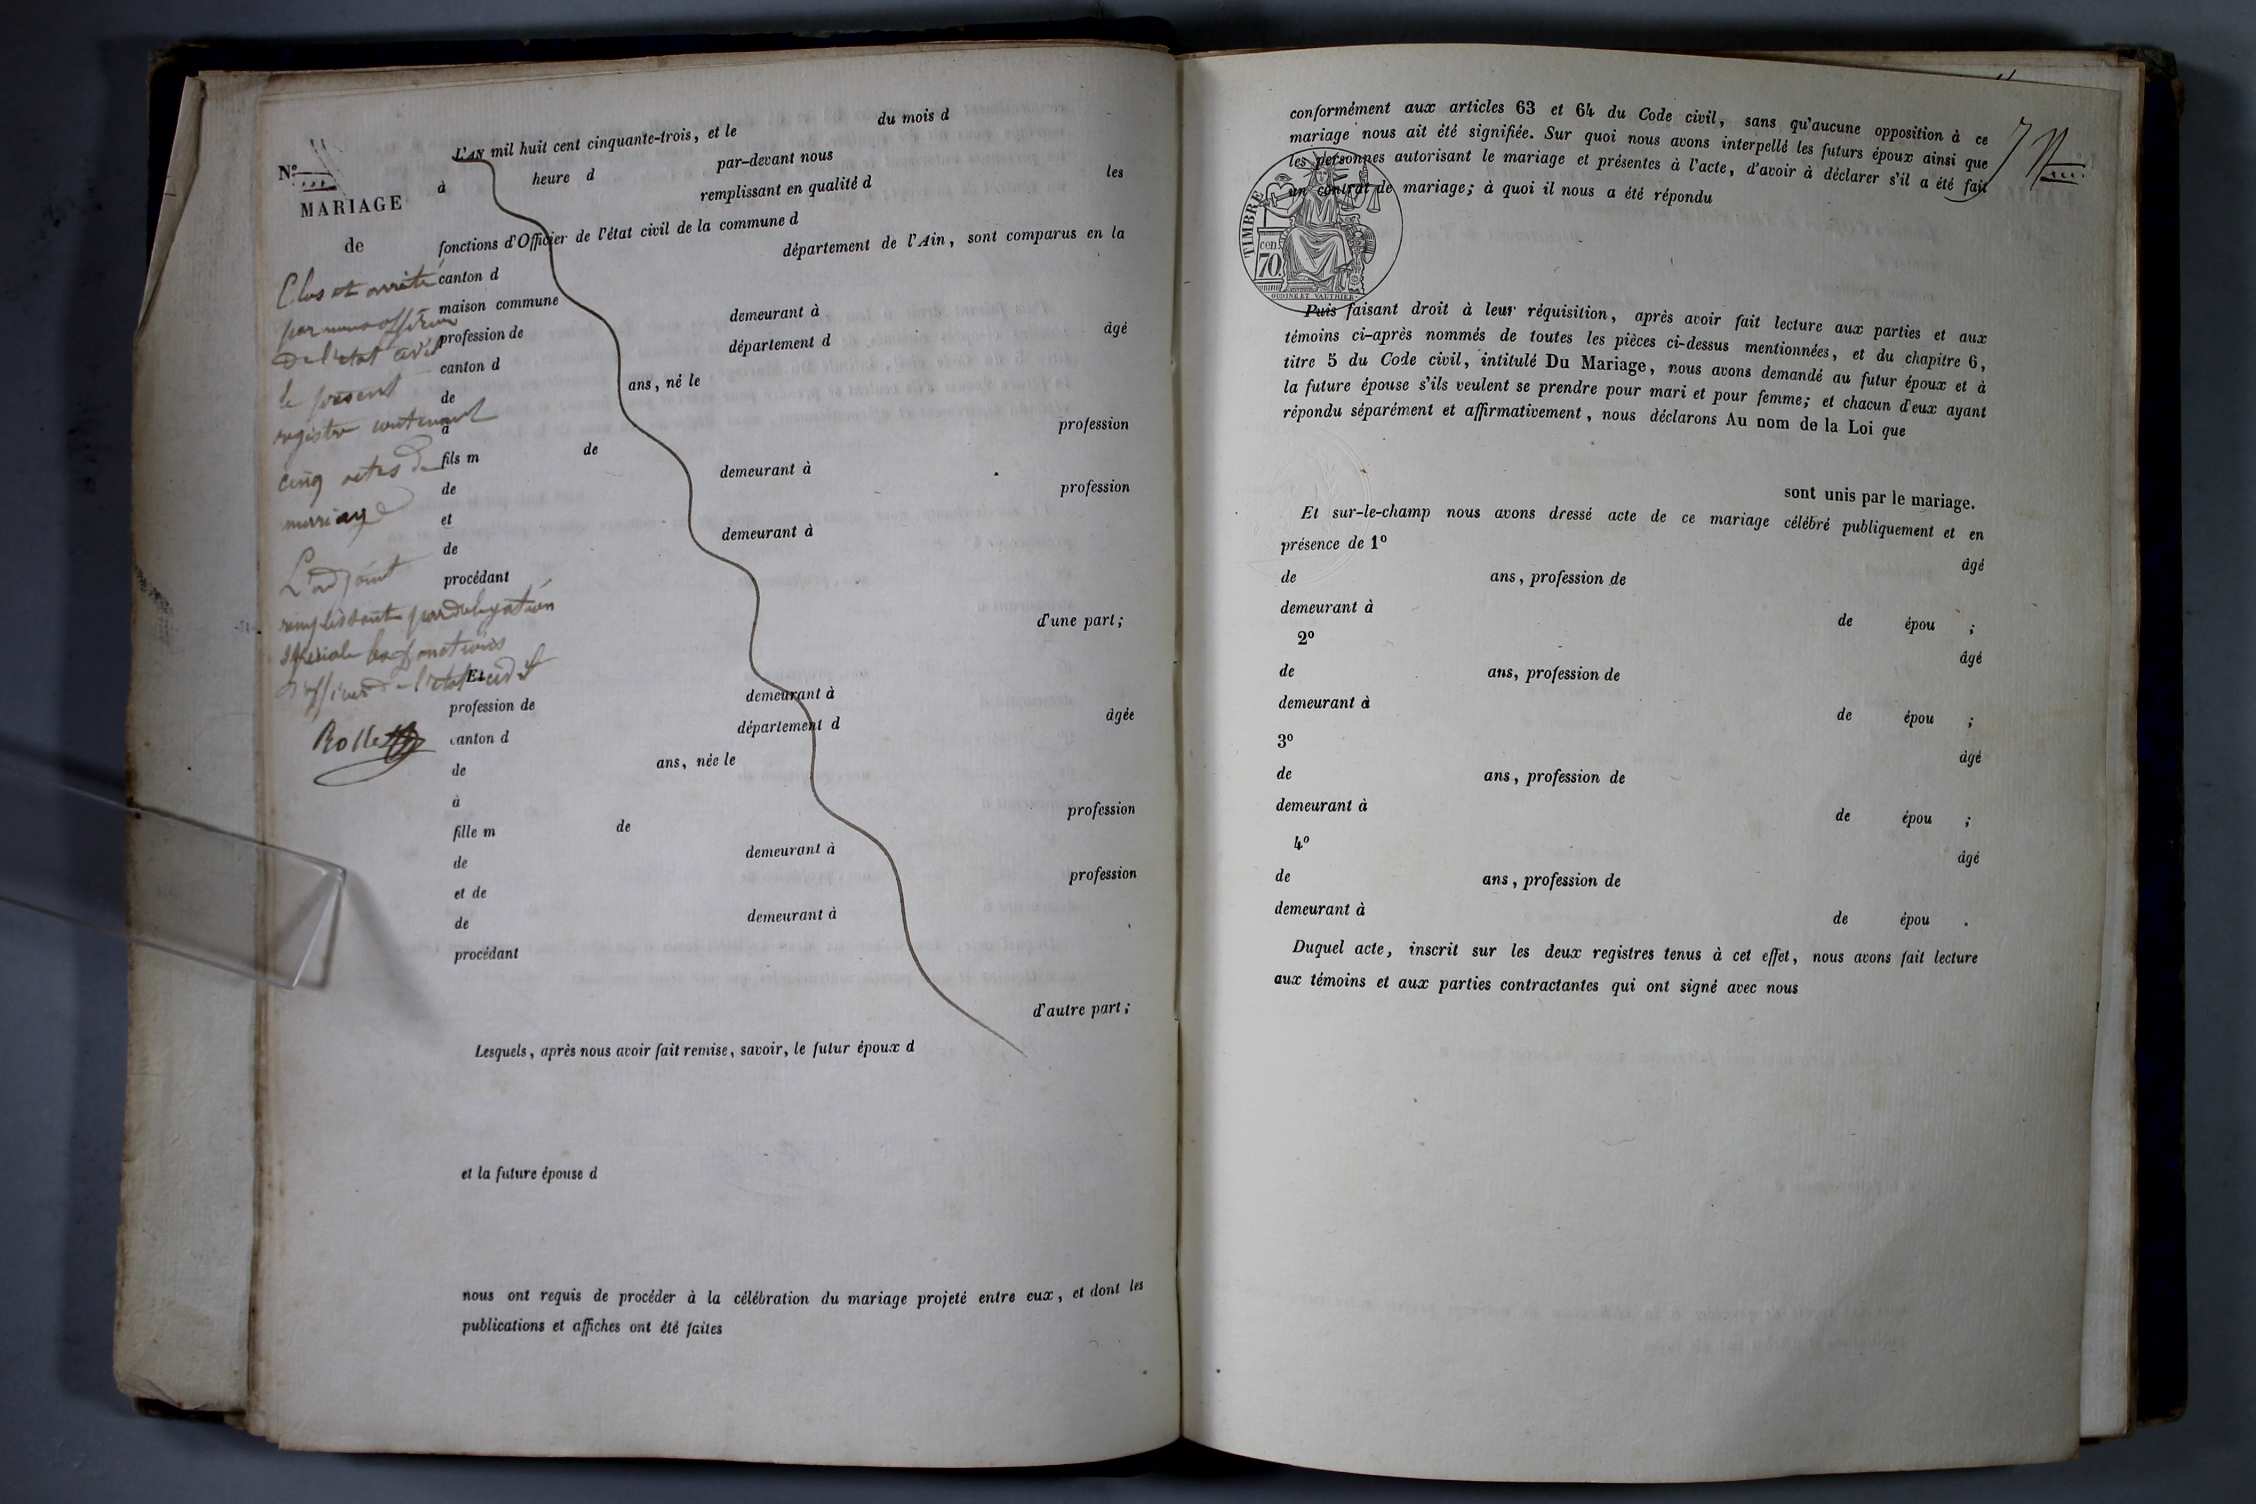 L'AN mil huit cent cinquante-trois, et le du mois d
à heure d par-devant nous
remplissant en qualité d les
fonctions d'Officier de l'état civil de la commune d
canton d département de l'Ain, sont comparus en la
maison commune
profession de demeurant à
canton d département d âgé
de ans, né le
à
fils m de profession
de demeurant à
et profession
de demeurant à
procédant
d'une part;
Et
profession de demeurant à
canton d département d âgée
de ans, née le
à
fille m de profession
de demeurant à
et de profession
de demeurant à
procédant
d'autre part;
Lesquels, après nous avoir fait remise, savoir, le futur époux d
et la future épouse d
nous ont requis de procéder à la célébration du mariage projeté entre eux, et dont les
publications et affiches ont été faites
N°
MARIAGE
de
Clos et arrêté
par nous officier
de l'état civil
le présent
registre contenant
cinq actes de
mariage
L'adjoint
remplissant par délégation
spéciale les fonctions
d'officier de l'état civil
Rollet
conformément aux articles 63 et 64 du Code civil, sans qu'aucune opposition à ce
mariage nous ait été signifiée. Sur quoi nous avons interpellé les futurs époux ainsi que
les personnes autorisant le mariage et présentes à l'acte, d'avoir à déclarer s'il a été fait
un contrat de mariage; à quoi il nous a été répondu
TIMBRE
cen.
70
OUDINE ET VAUTHIER
Puis faisant droit à leur réquisition, après avoir fait lecture aux parties et aux
témoins ci-après nommés de toutes les pièces ci-dessus mentionnées, et du chapitre 6,
titre 5 du Code civil, intitulé Du Mariage, nous avons demandé au futur époux et à
la future épouse s'ils veulent se prendre pour mari et pour femme; et chacun d'eux ayant
répondu séparément et affirmativement, nous déclarons Au nom de la Loi que
sont unis par le mariage.
Et sur-le-champ nous avons dressé acte de ce mariage célébré publiquement et en
présence de 1º
âgé
de ans, profession de
demeurant à
de épou ;
2º
âgé
de ans, profession de
demeurant à
de épou ;
3º
âgé
de ans, profession de
demeurant à
de épou ;
4º
âgé
de ans, profession de
demeurant à
de épou .
Duquel acte, inscrit sur les deux registres tenus à cet effet, nous avons fait lecture
aux témoins et aux parties contractantes qui ont signé avec nous